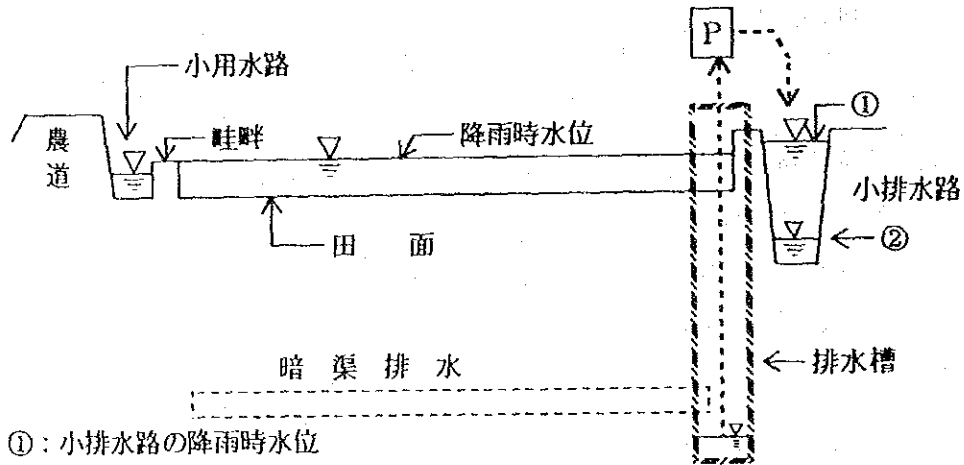 P
小用水路
①
農道
畦畔
降雨時水位
小排水路
②
田面
暗渠排水
排水槽
①：小排水路の降雨時水位